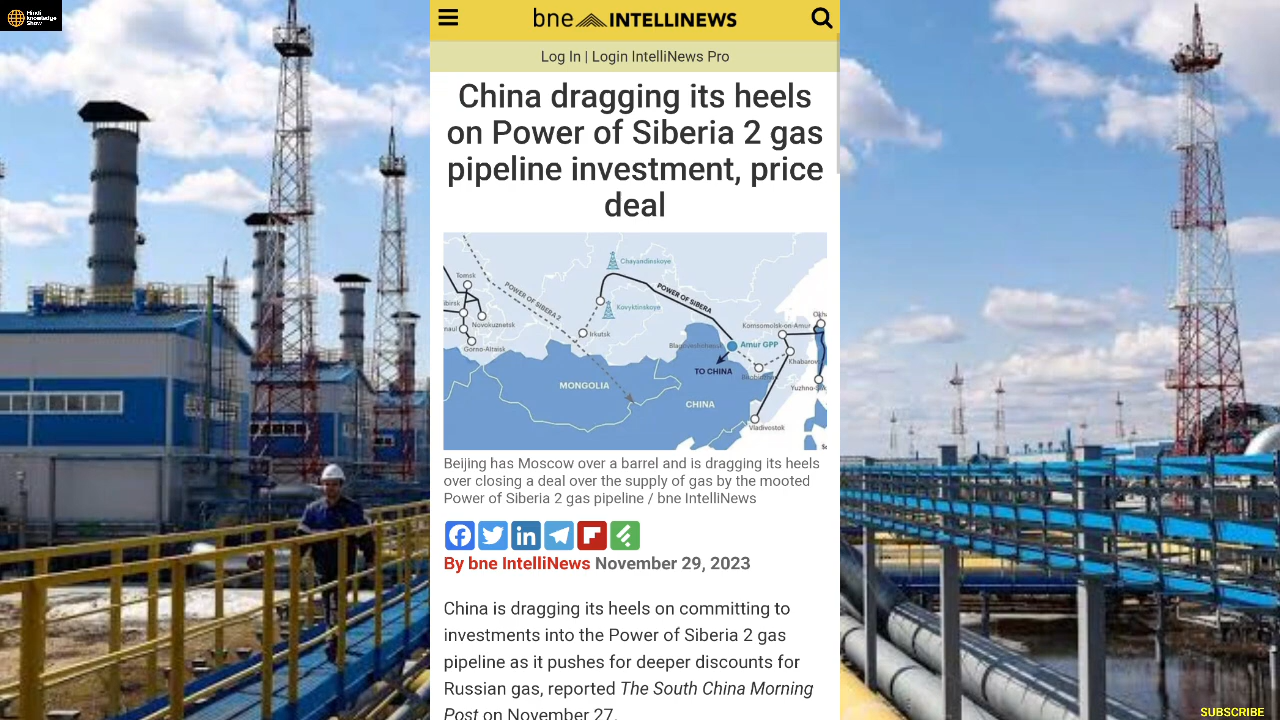 Hindi
knowledge
Show
bne INTELLINEWS
Log In | Login IntelliNews Pro
China dragging its heels
on Power of Siberia 2 gas
pipeline investment, price
deal
Chayandinskoye
Tomsk
POWER OF SIBERIA 2
POWER OF SIBERA
Kovyktinskoye
Novokuznetsk
Irkutsk
Komsomolsk-on-Amur
Gorno-Altaisk
Amur GPP
TO CHINA
MONGOLIA
CHINA
Vladivostok
Beijing has Moscow over a barrel and is dragging its heels
over closing a deal over the supply of gas by the mooted
Power of Siberia 2 gas pipeline / bne IntelliNews
By bne IntelliNews November 29, 2023
China is dragging its heels on committing to
investments into the Power of Siberia 2 gas
pipeline as it pushes for deeper discounts for
Russian gas, reported The South China Morning
Post on November 27.
SUBSCRIBE